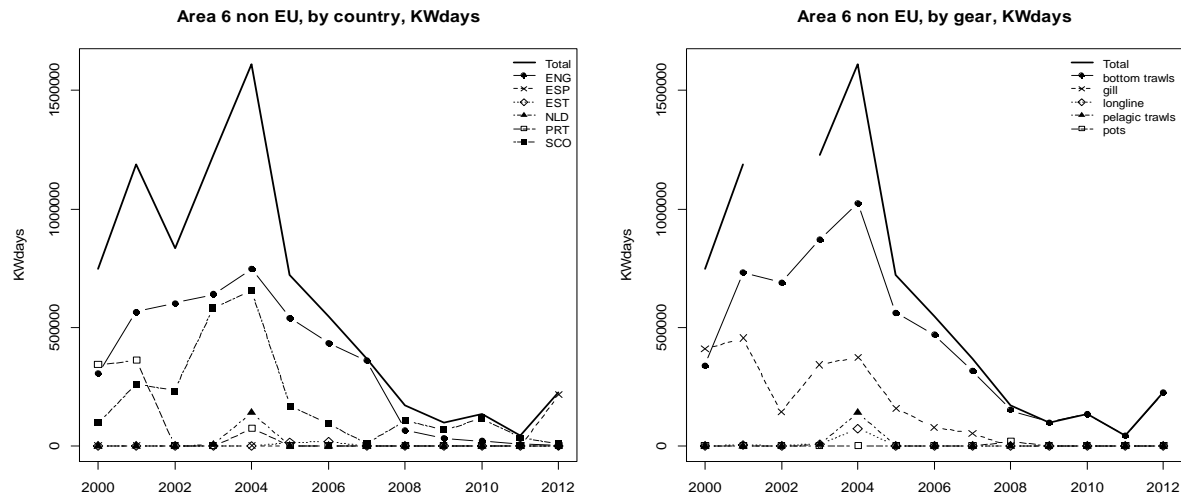 Area 6 non EU, by country, KWdays
KWdays
1500000
1000000
500000
0
2000 2002 2004 2006 2008 2010 2012
Total
ENG
ESP
EST
NLD
PRT
SCO
Area 6 non EU, by gear, KWdays
KWdays
1500000
1000000
500000
0
2000 2002 2004 2006 2008 2010 2012
Total
bottom trawls
gill
longline
pelagic trawls
pots